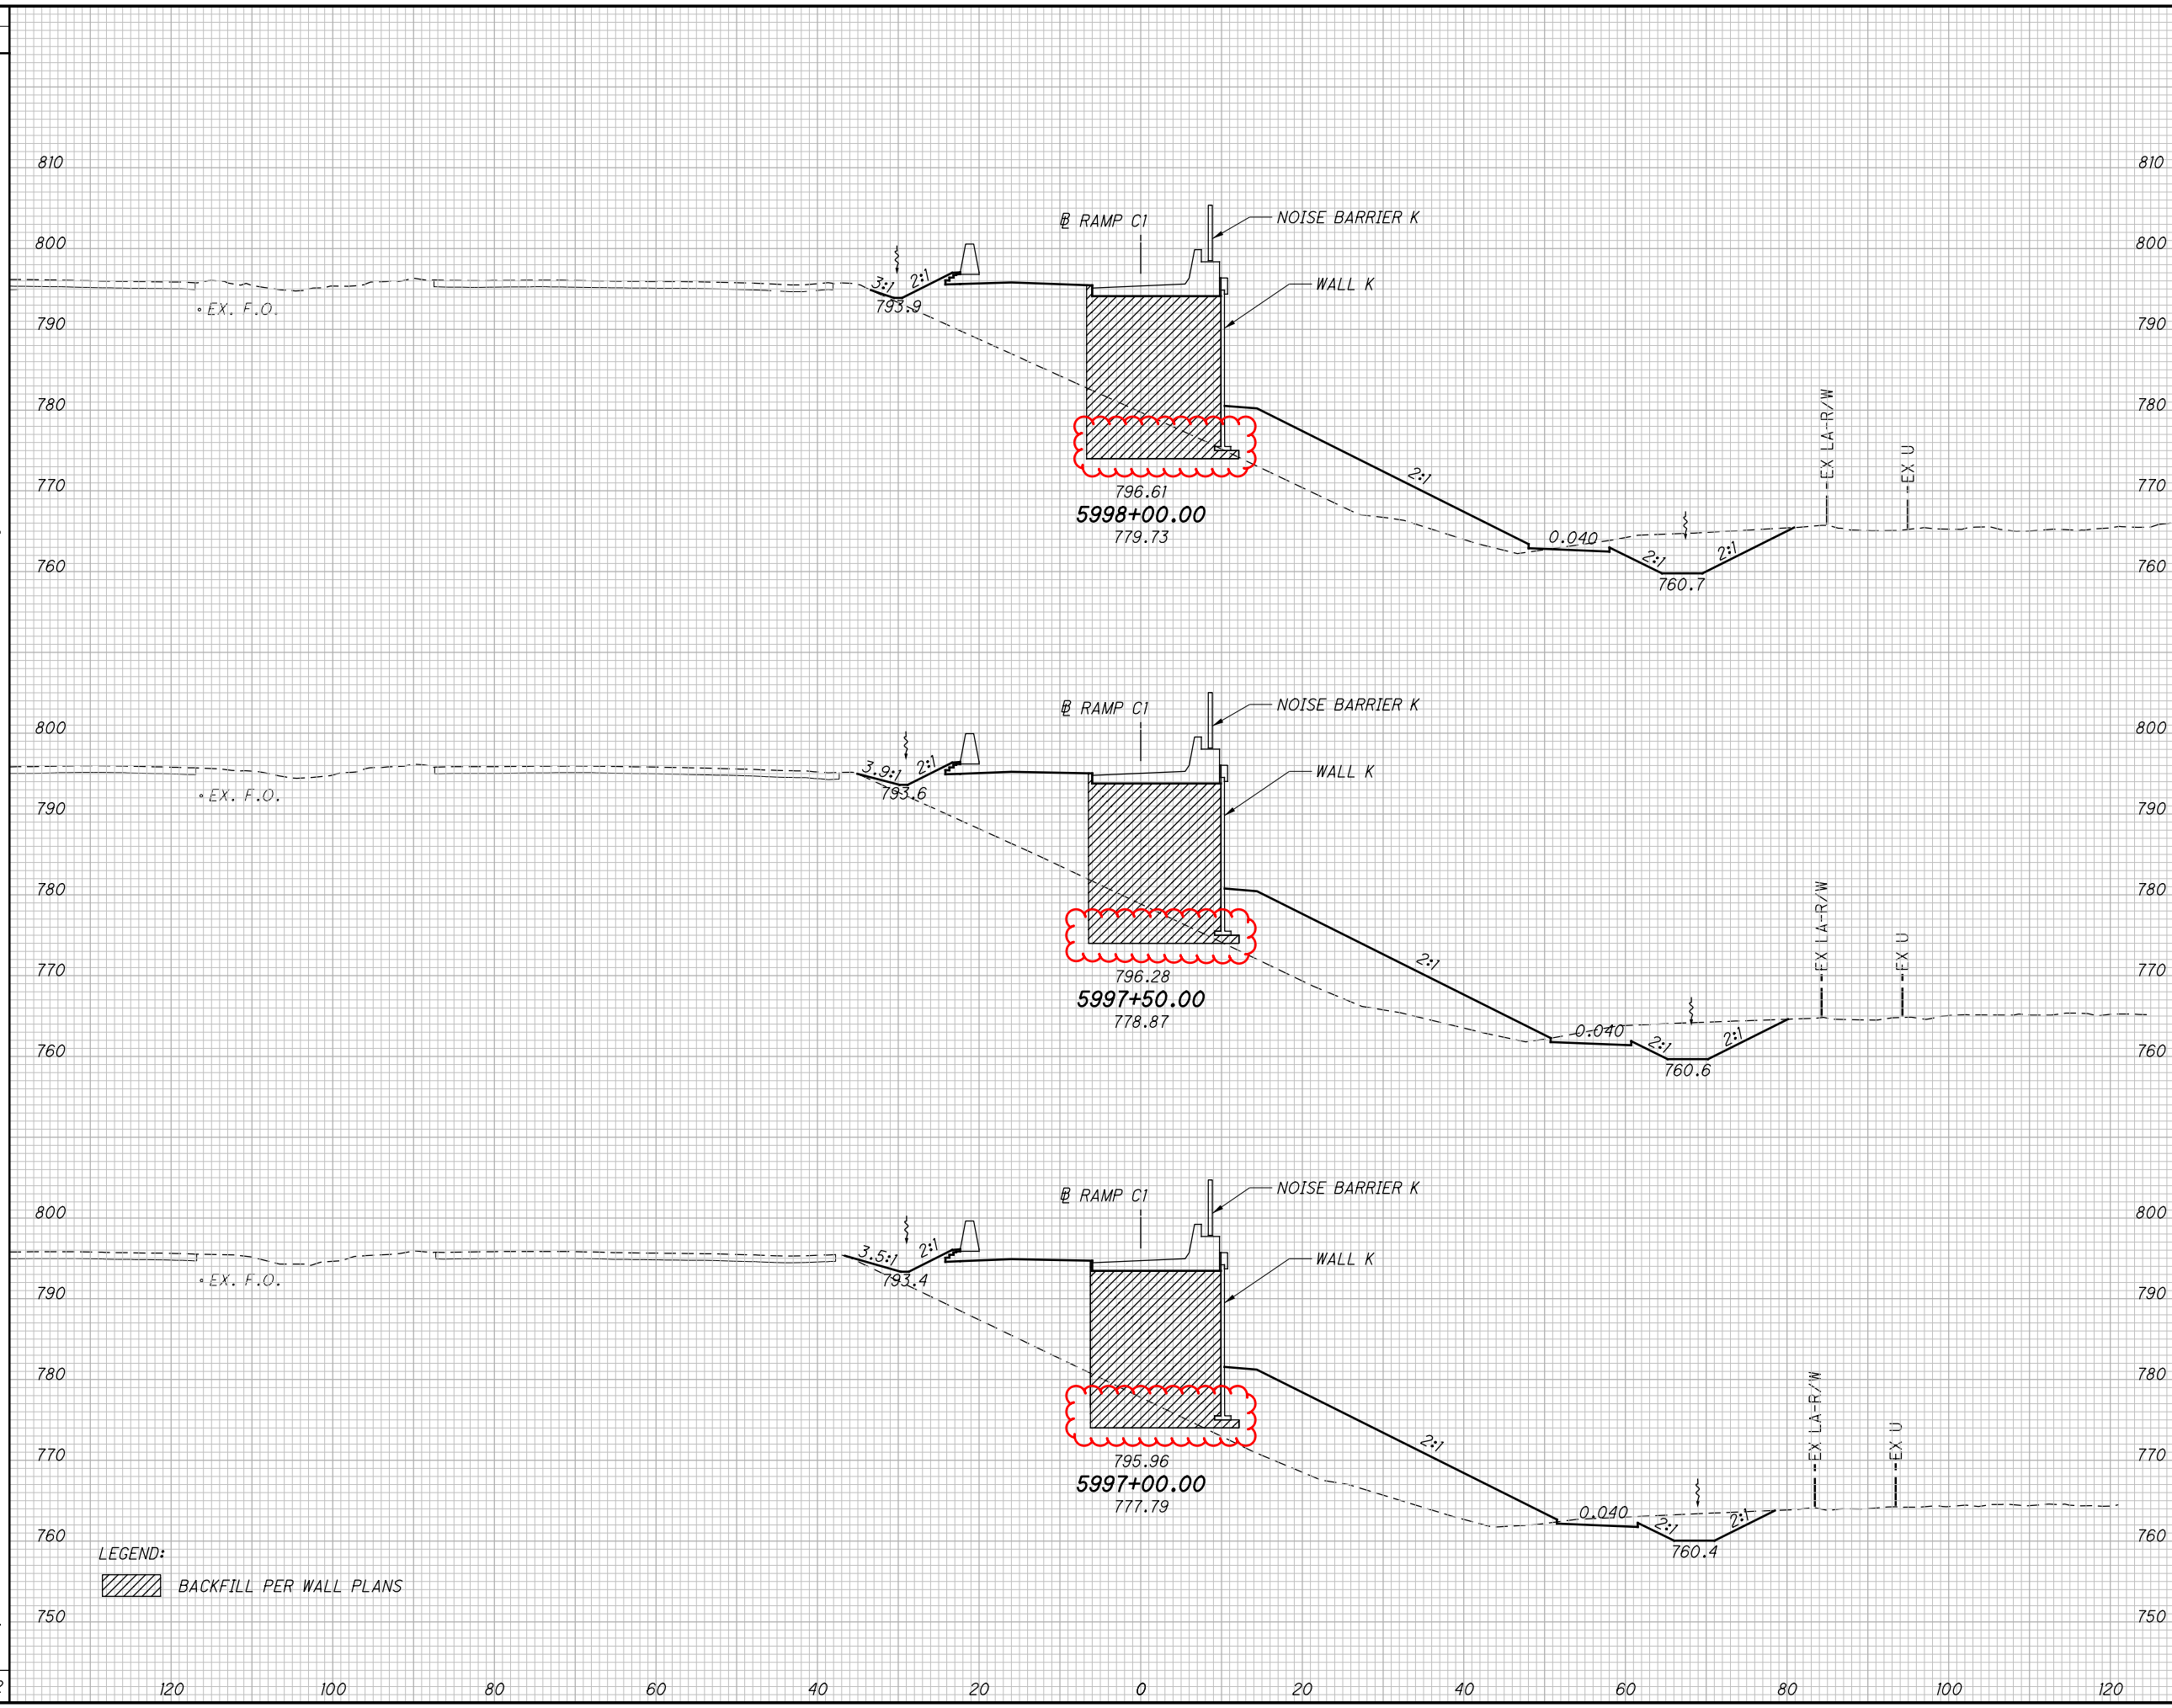 810 810
℄ RAMP C1 NOISE BARRIER K
800 800
3:1 2:1
793.9
EX. F.O.
WALL K
790 790
780 780
2:1
EX LA-R/W
EX U
770 770
796.61
5998+00.00
779.73
0.040
2:1 2:1
760 760
760.7
℄ RAMP C1 NOISE BARRIER K
800 800
3.9:1 2:1
793.6
EX. F.O.
WALL K
790 790
780 780
2:1
EX LA-R/W
EX U
770 770
796.28
5997+50.00
778.87
0.040
2:1 2:1
760 760
760.6
℄ RAMP C1 NOISE BARRIER K
800 800
3.5:1 2:1
793.4
EX. F.O.
WALL K
790 790
780 780
2:1
EX LA-R/W
EX U
770 770
795.96
5997+00.00
777.79
0.040
2:1 2:1
760 760
760.4
LEGEND:
BACKFILL PER WALL PLANS
750 750
120 100 80 60 40 20 0 20 40 60 80 100 120